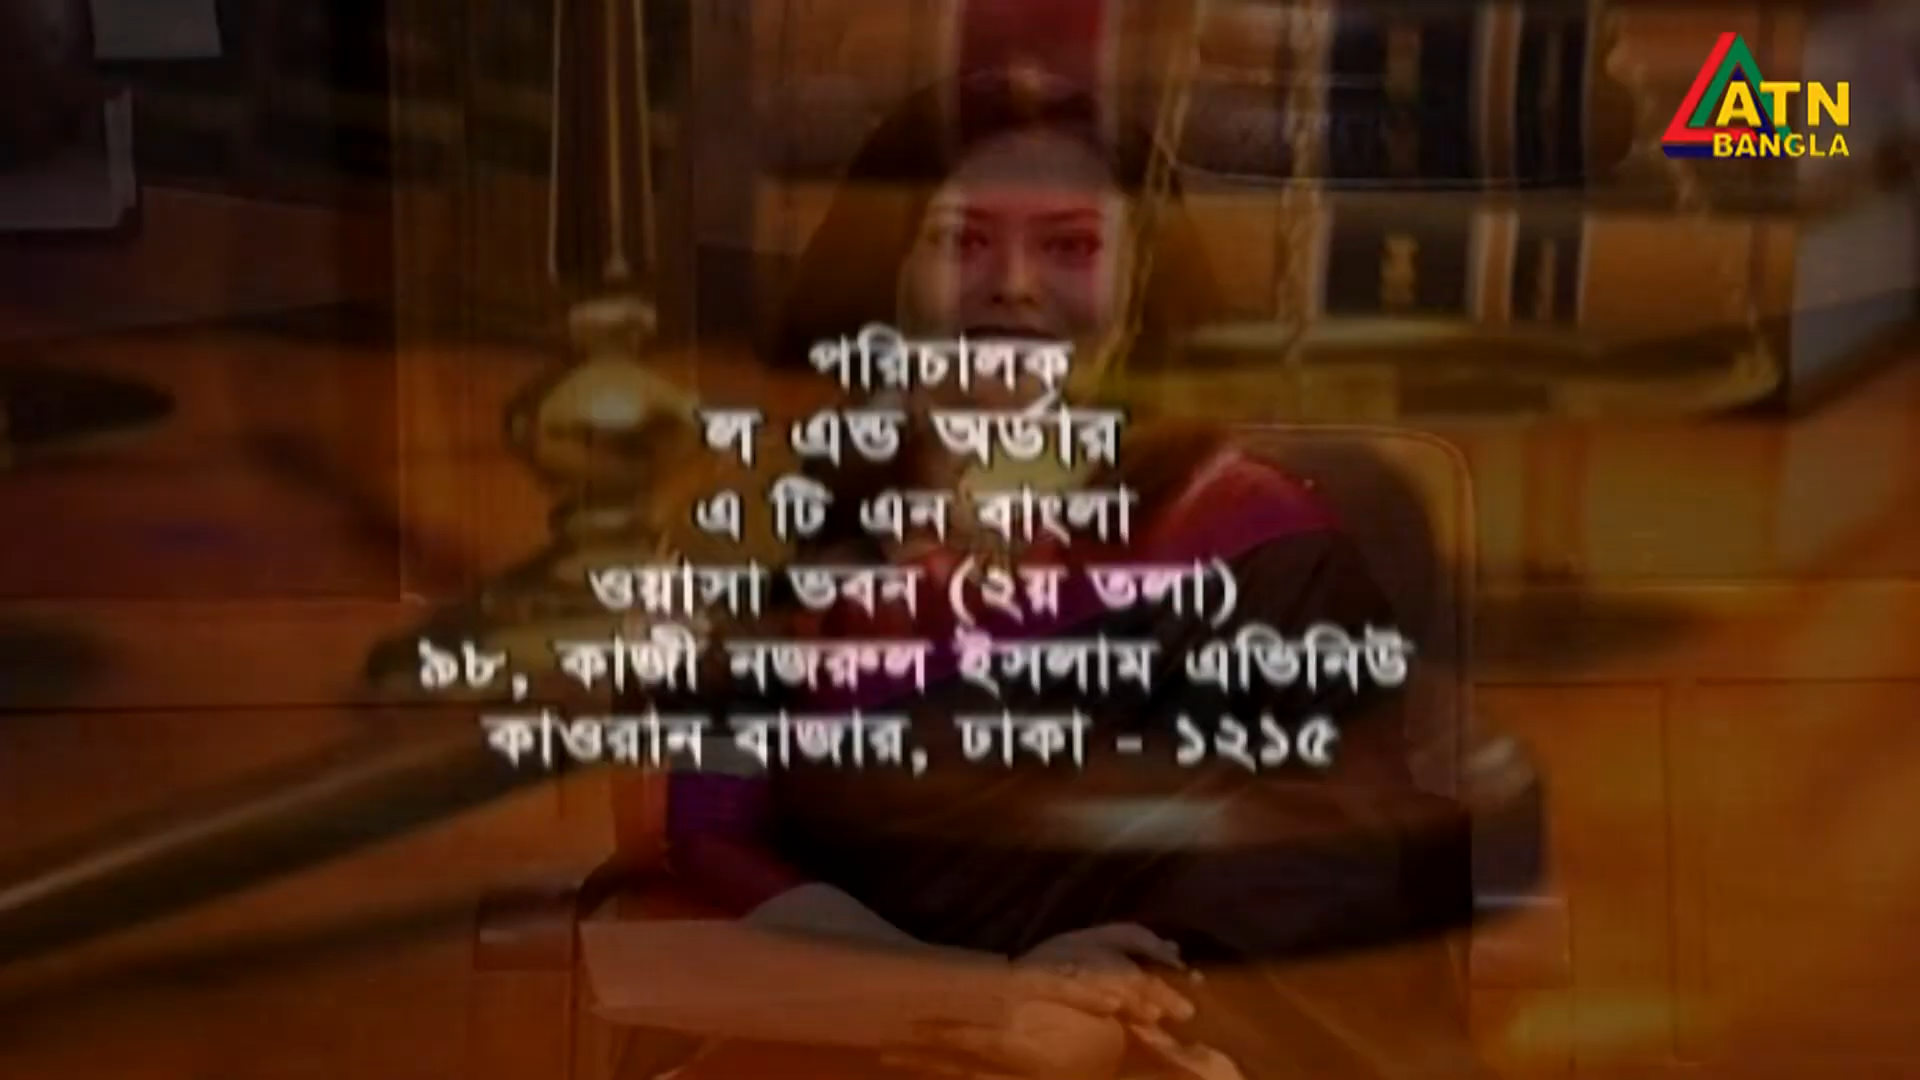 ATN
BANGLA
পরিচালক
ল এন্ড অর্ডার
এ টি এন বাংলা
ওয়াসা ভবন (২য় তলা)
৯৮, কাজী নজরুল ইসলাম এভিনিউ
কাওরান বাজার, ঢাকা - ১২১৫